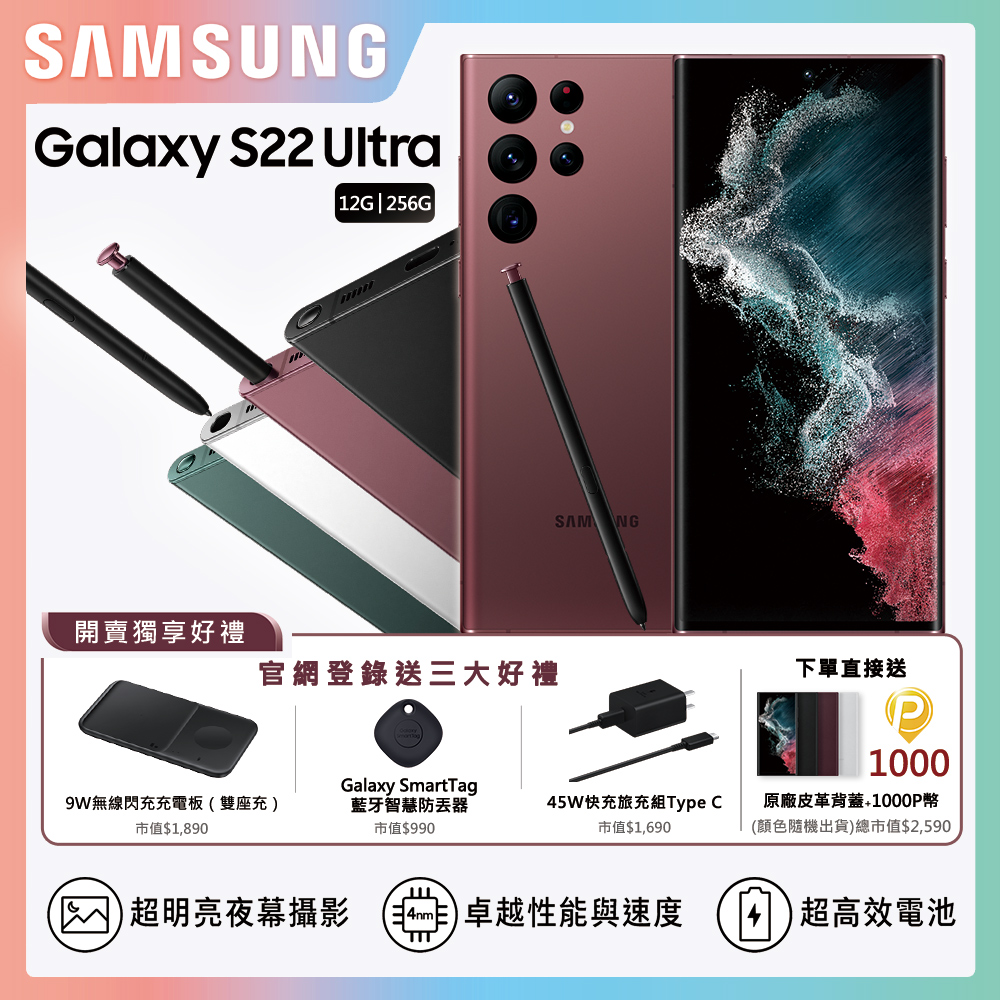 SAMSUNG
Galaxy S22 Ultra
12G|256G
SAMSUNG
開賣獨享好禮
官網登錄送三大好禮
下單直接送
P
1000
Galaxy
SmartTag
9W無線閃充充電板(雙座充)
市值$1,890
Galaxy SmartTag
藍牙智慧防丟器
市值$990
45W快充旅充組Type C
市值$1,690
原廠皮革背蓋+1000P幣
(顏色隨機出貨)總市值$2,590
超明亮夜幕攝影
4nm
卓越性能與速度
超高效電池